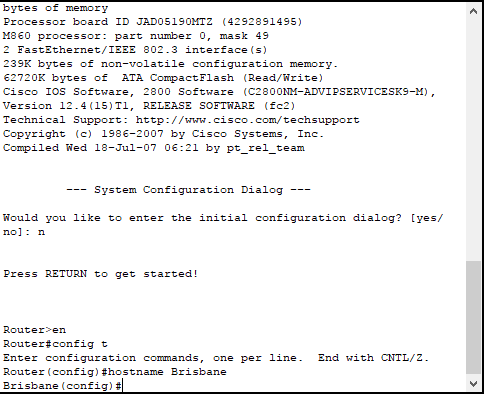 bytes of memory
Processor board ID JAD05190MTZ (4292891495)
M860 processor: part number 0, mask 49
2 FastEthernet/IEEE 802.3 interface(s)
239K bytes of non-volatile configuration memory.
62720K bytes of  ATA CompactFlash (Read/Write)
Cisco IOS Software, 2800 Software (C2800NM-ADVIPSERVICESK9-M),
Version 12.4(15)T1, RELEASE SOFTWARE (fc2)
Technical Support: http://www.cisco.com/techsupport
Copyright (c) 1986-2007 by Cisco Systems, Inc.
Compiled Wed 18-Jul-07 06:21 by pt_rel_team
--- System Configuration Dialog ---
Would you like to enter the initial configuration dialog? [yes/
no]: n
Press RETURN to get started!
Router>en
Router#config t
Enter configuration commands, one per line.  End with CNTL/Z.
Router(config)#hostname Brisbane
Brisbane(config)#